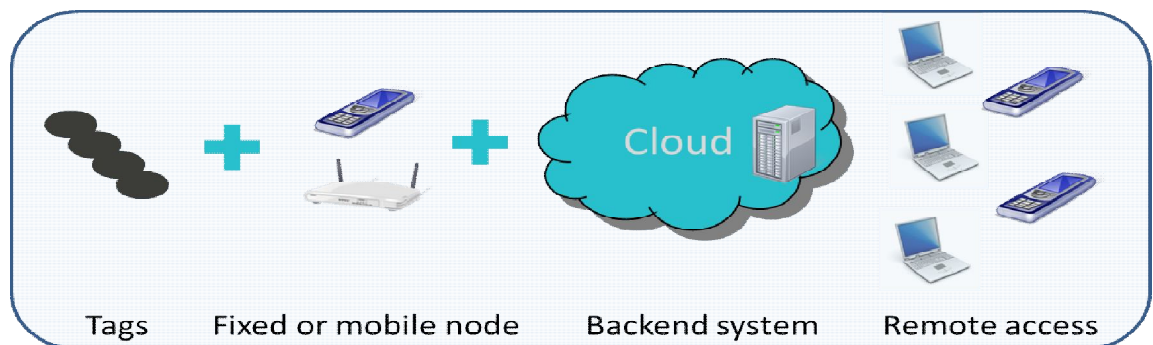 Cloud
Tags
Fixed or mobile node
Backend system
Remote access